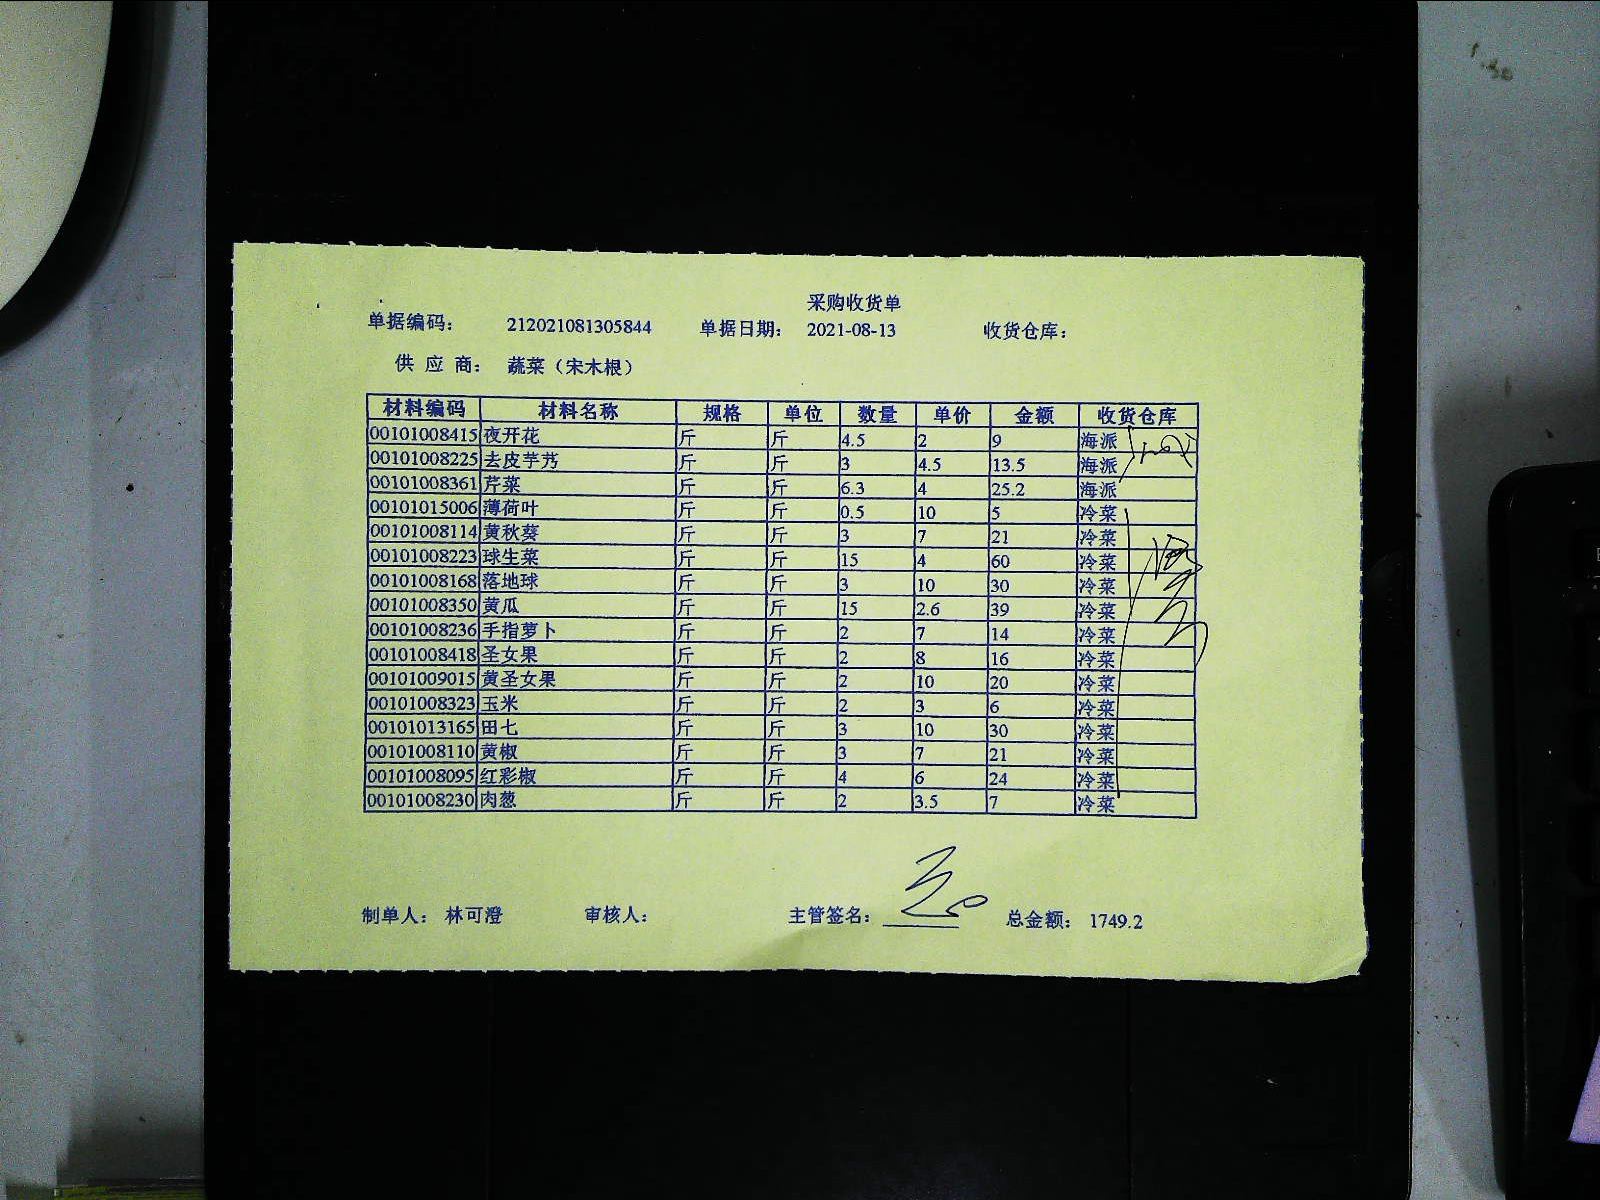 采购收货单
单据编码： 212021081305844 单据日期： 2021-08-13 收货仓库：
供 应 商： 蔬菜（宋木根）
材料编码 材料名称 规格 单位 数量 单价 金额 收货仓库
00101008415 夜开花 斤 斤 4.5 2 9 海派
00101008225 去皮芋艿 斤 斤 3 4.5 13.5 海派
00101008361 芹菜 斤 斤 6.3 4 25.2 海派
00101015006 薄荷叶 斤 斤 0.5 10 5 冷菜
00101008114 黄秋葵 斤 斤 3 7 21 冷菜
00101008223 球生菜 斤 斤 15 4 60 冷菜
00101008168 落地球 斤 斤 3 10 30 冷菜
00101008350 黄瓜 斤 斤 15 2.6 39 冷菜
00101008236 手指萝卜 斤 斤 2 7 14 冷菜
00101008418 圣女果 斤 斤 2 8 16 冷菜
00101009015 黄圣女果 斤 斤 2 10 20 冷菜
00101008323 玉米 斤 斤 2 3 6 冷菜
00101013165 田七 斤 斤 3 10 30 冷菜
00101008110 黄椒 斤 斤 3 7 21 冷菜
00101008095 红彩椒 斤 斤 4 6 24 冷菜
00101008230 肉葱 斤 斤 2 3.5 7 冷菜
制单人： 林可澄 审核人： 主管签名： 总金额： 1749.2